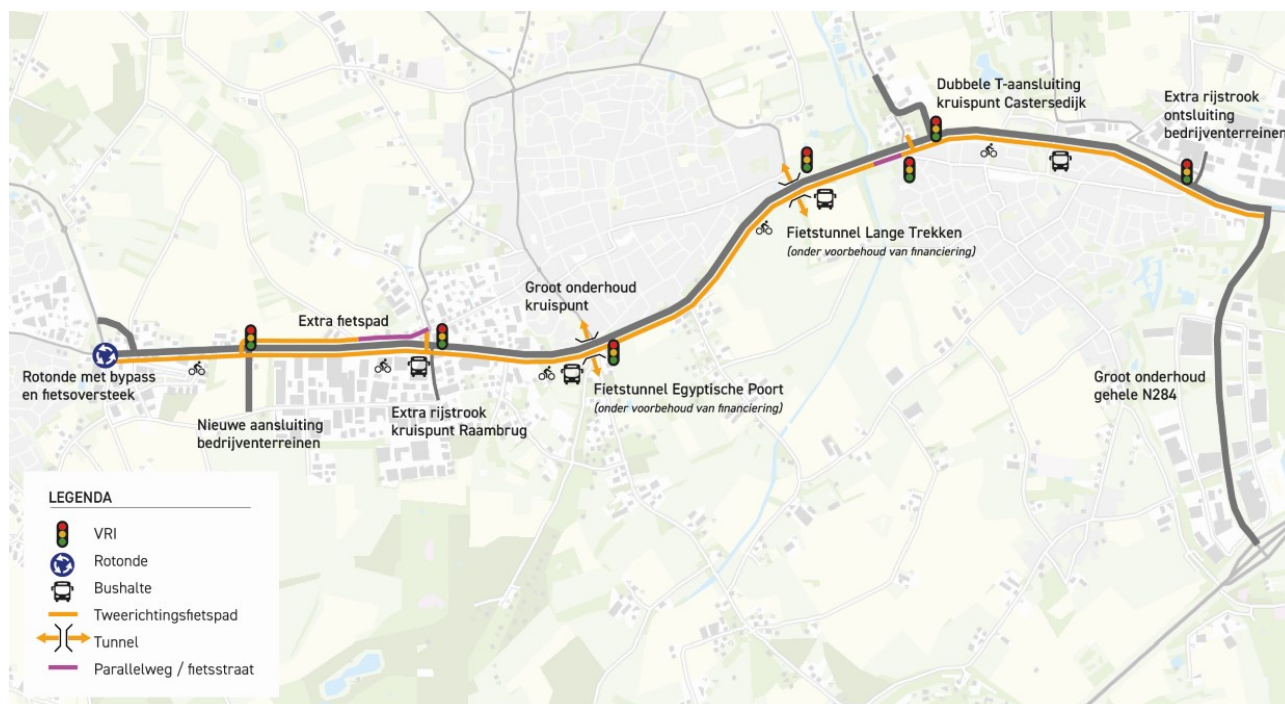 Dubbele T-aansluiting
kruispunt Castersedijk
Extra rijstrook
ontsluiting
bedrijventerreinen
Fietstunnel Lange Trekken
(onder voorbehoud van financiering)
Groot onderhoud
kruispunt
Extra fietspad
Rotonde met bypass
en fietsoversteek
Nieuwe aansluiting
bedrijventerreinen
Extra rijstrook
kruispunt Raambrug
Fietstunnel Egyptische Poort
(onder voorbehoud van financiering)
Groot onderhoud
gehele N284
LEGENDA
VRI
Rotonde
Bushalte
Tweerichtingsfietspad
Tunnel
Parallelweg / fietsstraat